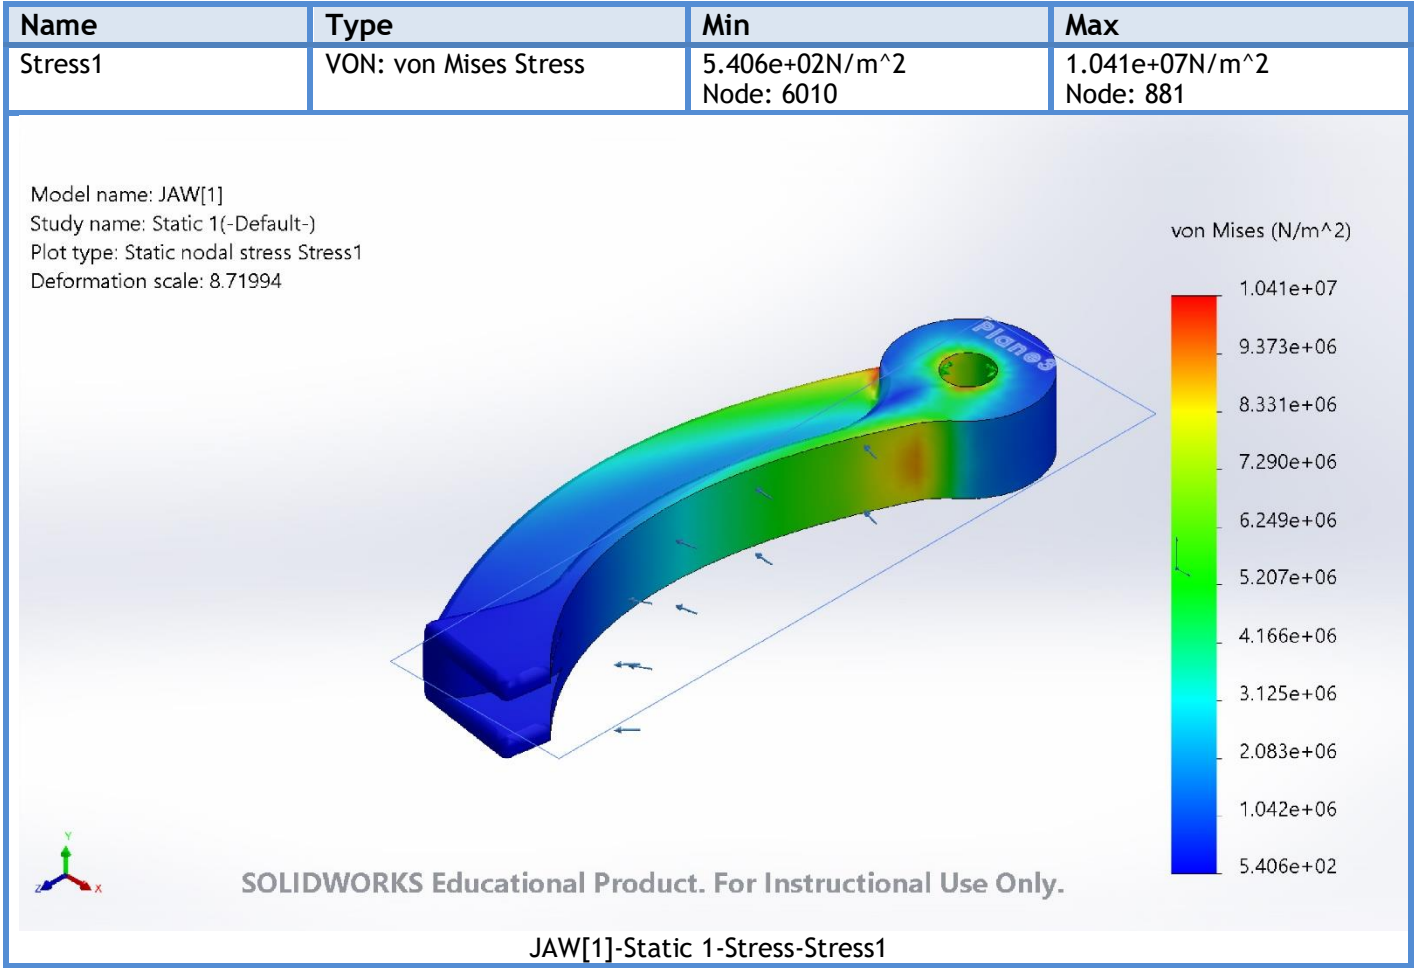 Name Type Min Max
Stress1 VON: von Mises Stress 5.406e+02N/m^2 1.041e+07N/m^2
Node: 6010 Node: 881
Model name: JAW[1]
Study name: Static 1(-Default-)
Plot type: Static nodal stress Stress1
Deformation scale: 8.71994
von Mises (N/m^2)
1.041e+07
9.373e+06
8.331e+06
7.290e+06
6.249e+06
5.207e+06
4.166e+06
3.125e+06
2.083e+06
1.042e+06
5.406e+02
Plane3
Y
Z
X
SOLIDWORKS Educational Product. For Instructional Use Only.
JAW[1]-Static 1-Stress-Stress1